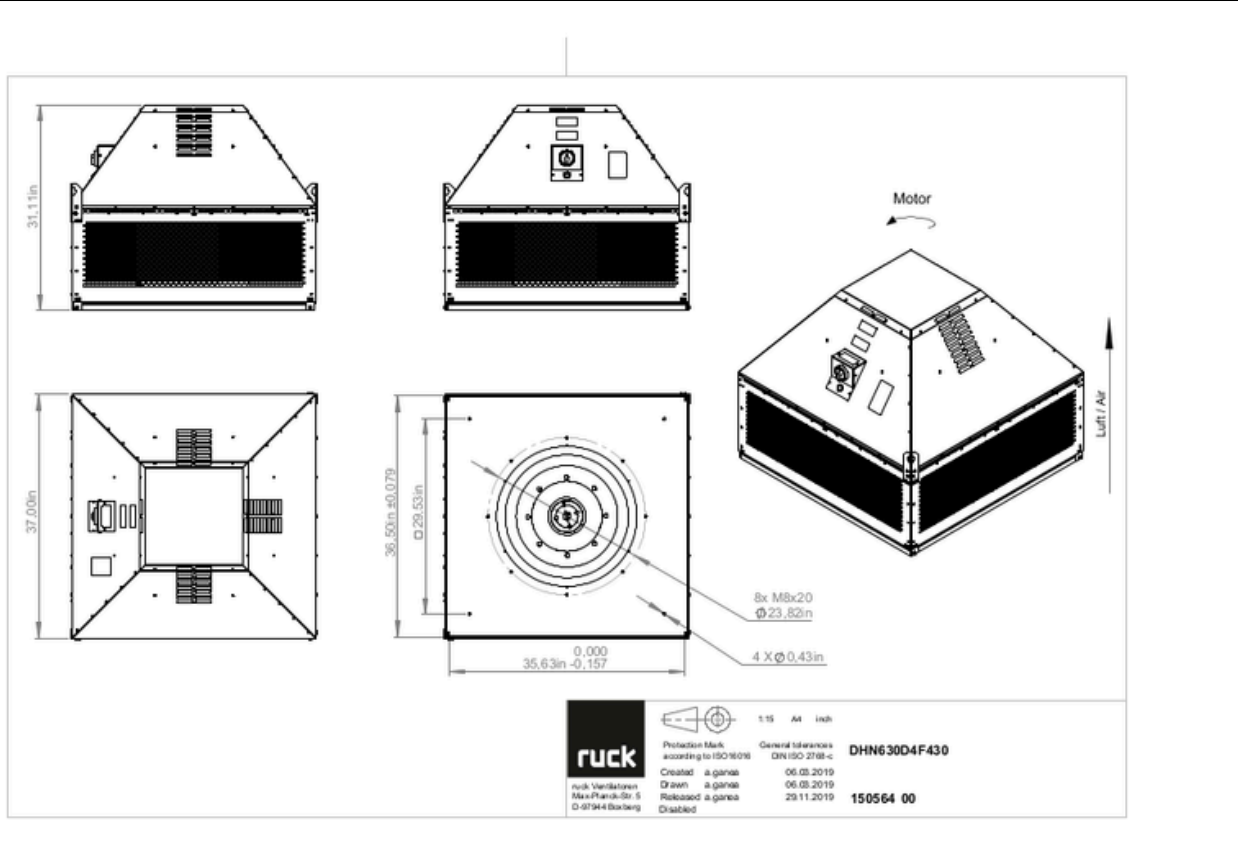 31,11in
Motor
Luft / Air
37,00in
36,50in ±0,079
□29,53in
8x M8x20
Ø23,82in
4 X Ø0,43in
0,000
35,63in -0,157
ruck
1:15 A4 inch
Protection Mark
according to ISO16016
General tolerances
DIN ISO 2768-c
DHN630D4F430
Created a.ganea 06.03.2019
Drawn a.ganea 06.03.2019
Released a.ganea 29.11.2019
Disabled
150564 00
ruck Ventilatoren
Max-Planck-Str. 5
D-97944 Boxberg